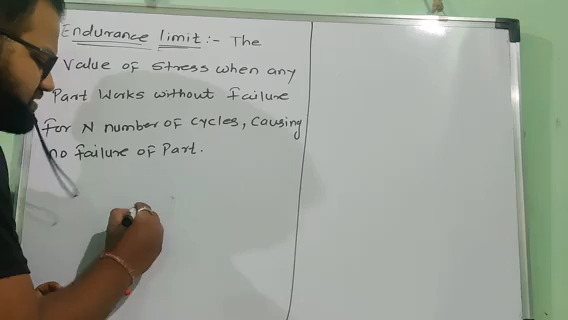 Endurance limit :- The
value of stress when any
Part works without failure
for N number of cycles, causing
no failure of Part.